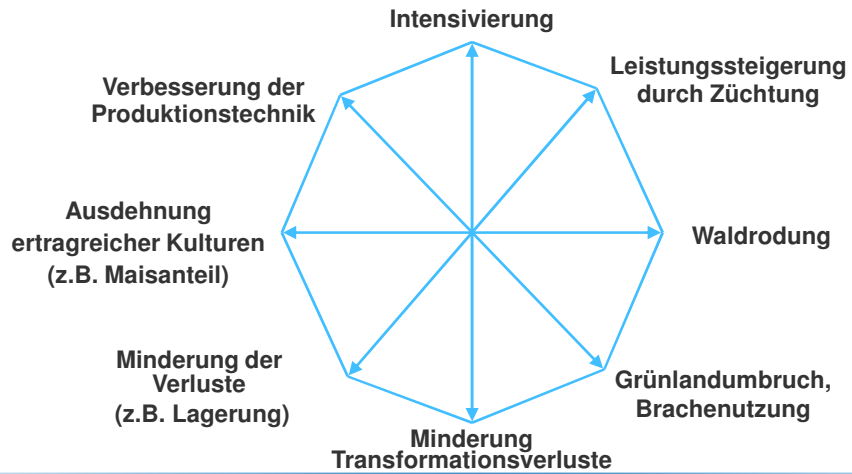 Intensivierung
Leistungssteigerung
durch Züchtung
Verbesserung der
Produktionstechnik
Ausdehnung
ertragreicher Kulturen
(z.B. Maisanteil)
Waldrodung
Minderung der
Verluste
(z.B. Lagerung)
Grünlandumbruch,
Brachenutzung
Minderung
Transformationsverluste